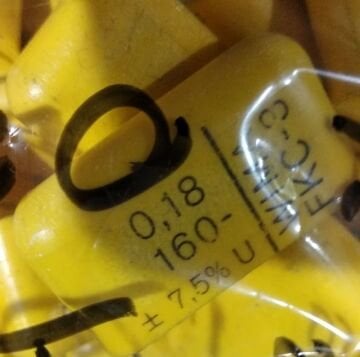 0,18
160-
± 7,5% U
WIMA
FKC-3